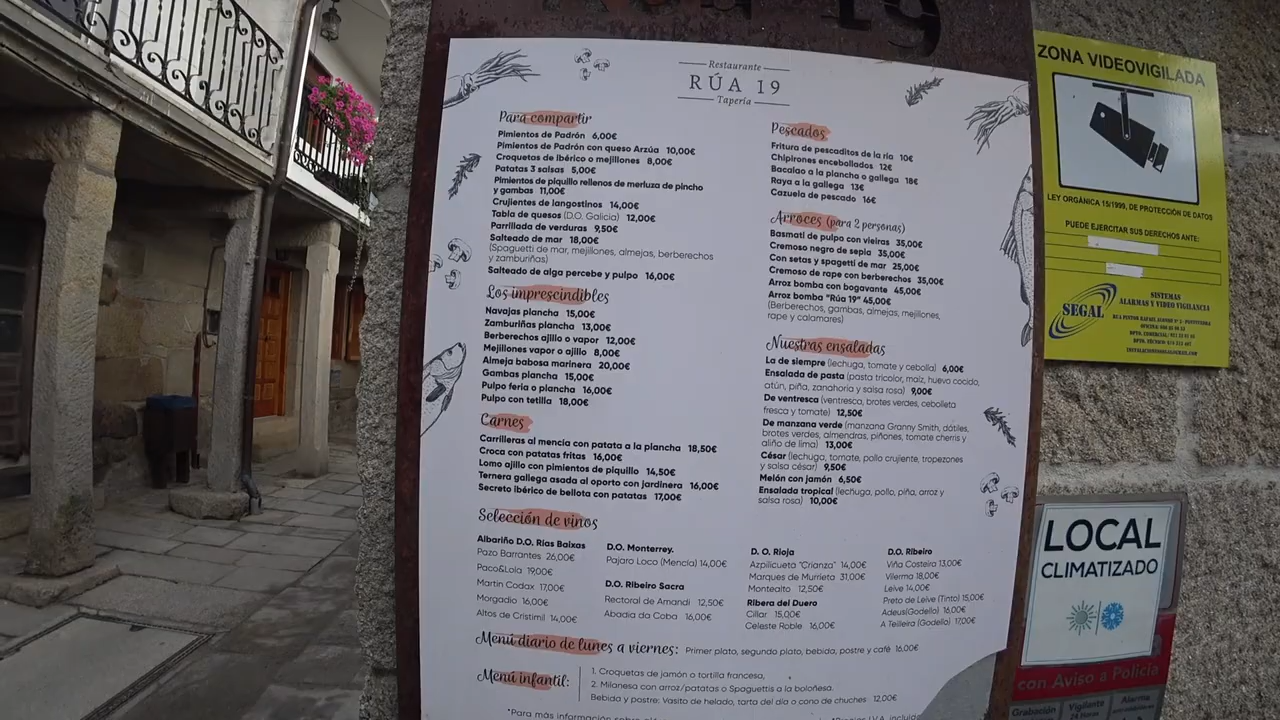 19
Restaurante
RÚA 19
Tapería
Para compartir
Pimientos de Padrón 6,00€
Pimientos de Padrón con queso Arzúa 10,00€
Croquetas de Ibérico o mejillones 8,00€
Patatas 3 salsas 5,00€
Pimientos de piquillo rellenos de merluza de pincho
y gambas 11,00€
Crujientes de langostinos 14,00€
Tabla de quesos (D.O. Galicia) 12,00€
Parrillada de verduras 9,50€
Salteado de mar 18,00€
(Spaguetti de mar, mejillones, almejas, berberechos
y zamburiñas)
Salteado de alga percebe y pulpo 16,00€
Los imprescindibles
Navajas plancha 15,00€
Zamburiñas plancha 13,00€
Berberechos ajillo o vapor 12,00€
Mejillones vapor o ajillo 8,00€
Almeja babosa marinera 20,00€
Gambas plancha 15,00€
Pulpo feria o plancha 16,00€
Pulpo con tetilla 18,00€
Carnes
Carrilleras al mencía con patata a la plancha 18,50€
Croca con patatas fritas 16,00€
Lomo ajillo con pimientos de piquillo 14,50€
Ternera gallega asada al oporto con jardinera 16,00€
Secreto ibérico de bellota con patatas 17,00€
Pescados
Fritura de pescaditos de la ría 10€
Chipirones encebollados 12€
Bacalao a la plancha o gallega 18€
Raya a la gallega 13€
Cazuela de pescado 16€
Arroces (para 2 personas)
Basmati de pulpo con vieiras 35,00€
Cremoso negro de sepia 35,00€
Con setas y spagetti de mar 25,00€
Cremoso de rape con berberechos 35,00€
Arroz bomba con bogavante 45,00€
Arroz bomba "Rúa 19" 45,00€
(Berberechos, gambas, almejas, mejillones,
rape y calamares)
Nuestras ensaladas
La de siempre (lechuga, tomate y cebolla) 6,00€
Ensalada de pasta (pasta tricolor, maíz, huevo cocido,
atún, piña, zanahoria y salsa rosa) 9,00€
De ventresca (ventresca, brotes verdes, cebolleta
fresca y tomate) 12,50€
De manzana verde (manzana Granny Smith, dátiles,
brotes verdes, almendras, piñones, tomate cherris y
aliño de lima) 13,00€
César (lechuga, tomate, pollo crujiente, tropezones
y salsa césar) 9,50€
Melón con jamón 6,50€
Ensalada tropical (lechuga, pollo, piña, arroz y
salsa rosa) 10,00€
Selección de vinos
Albariño D.O. Rías Baixas
Pazo Barrantes 26,00€
Paco&Lola 19,00€
Martin Codax 17,00€
Morgadío 16,00€
Altos de Cristimil 14,00€
D.O. Monterrey.
Pajaro Loco (Mencía) 14,00€
D.O. Ribeiro Sacra
Rectoral de Amandi 12,50€
Abadia da Coba 16,00€
D. O. Rioja
Azpilicueta "Crianza" 14,00€
Marques de Murrieta 31,00€
Montealto 12,50€
Ribera del Duero
Cillar 15,00€
Celeste Roble 16,00€
D.O. Ribeiro
Viña Costeira 13,00€
Vilerma 18,00€
Leive 14,00€
Preto de Leive (Tinto) 15,00€
Adeus(Godello) 16,00€
A Teilleira (Godello) 17,00€
Menú diario de lunes a viernes: Primer plato, segundo plato, bebida, postre y café 16,00€
Menú infantil:
1. Croquetas de jamón o tortilla francesa,
2. Milanesa con arroz/patatas o Spaguettis a la boloñesa.
Bebida y postre: Vasito de helado, tarta del día o cono de chuches 12,00€
*Para más información sobre
I.V.A. incluido
ZONA VIDEOVIGILADA
LEY ORGÁNICA 15/1999, DE PROTECCIÓN DE DATOS
PUEDE EJERCITAR SUS DERECHOS ANTE:
SEGAL
SISTEMAS
ALARMAS Y VIDEO VIGILANCIA
LOCAL
CLIMATIZADO
con Aviso a Policía
Grabación
Vigilante
Alarma